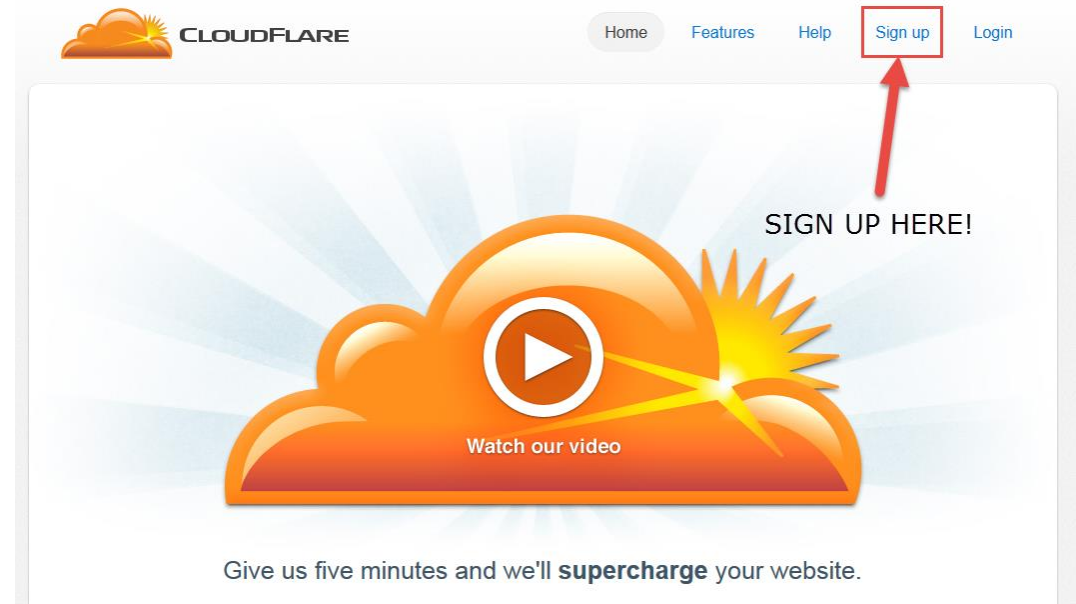 CLOUDFLARE
Home Features Help Sign up Login
SIGN UP HERE!
Watch our video
Give us five minutes and we'll supercharge your website.